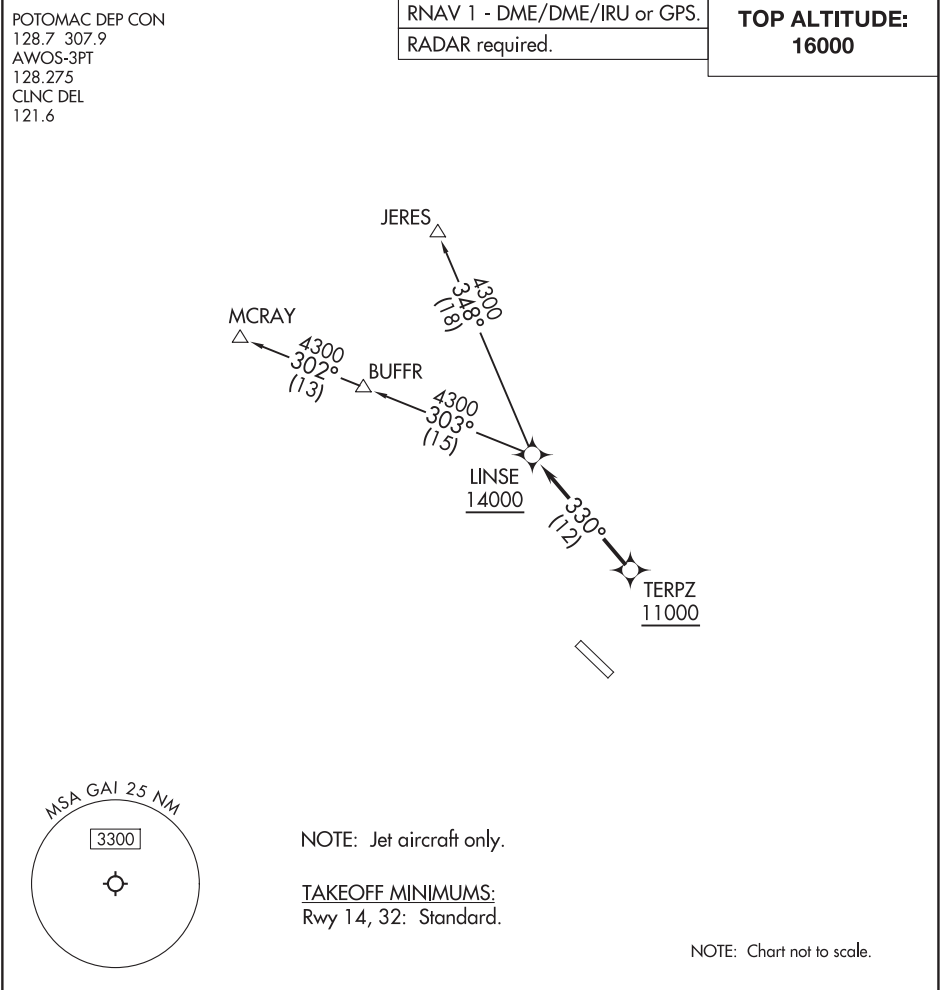 POTOMAC DEP CON
128.7 307.9
AWOS-3PT
128.275
CLNC DEL
121.6
RNAV 1 - DME/DME/IRU or GPS.
RADAR required.
TOP ALTITUDE:
16000
JERES
4300
348°
(18)
MCRAY
4300
302°
(13)
BUFFR
4300
303°
(15)
LINSE
14000
330°
(12)
TERPZ
11000
MSA GAI 25 NM
3300
NOTE: Jet aircraft only.
TAKEOFF MINIMUMS:
Rwy 14, 32: Standard.
NOTE: Chart not to scale.